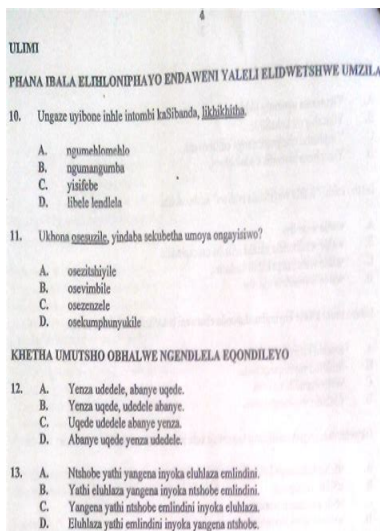 4
ULIMI
PHANA IBALA ELIHLONIPHAYO ENDAWENI YALELI ELIDWETSHWE UMZILA
10. Ungaze uyibone inhle intombi kaSibanda, likhikhitha.
A. ngumehlomehlo
B. ngumangumba
C. yisifebe
D. libele lendlela
11. Ukhona osesuzile, yindaba sekubetha umoya ongayisiwo?
A. osezitshiyile
B. osevimbile
C. osezenzele
D. osekumphunyukile
KHETHA UMUTSHO OBHALWE NGENDLELA EQONDILEYO
12. A. Yenza udedele, abanye uqede.
B. Yenza uqede, udedele abanye.
C. Uqede udedele abanye yenza.
D. Abanye uqede yenza udedele.
13. A. Ntshobe yathi yangena inyoka eluhlaza emlindini.
B. Yathi eluhlaza yangena inyoka ntshobe emlindini.
C. Yangena yathi ntshobe emlindini inyoka eluhlaza.
D. Eluhlaza yathi emlindini inyoka yangena ntshobe.